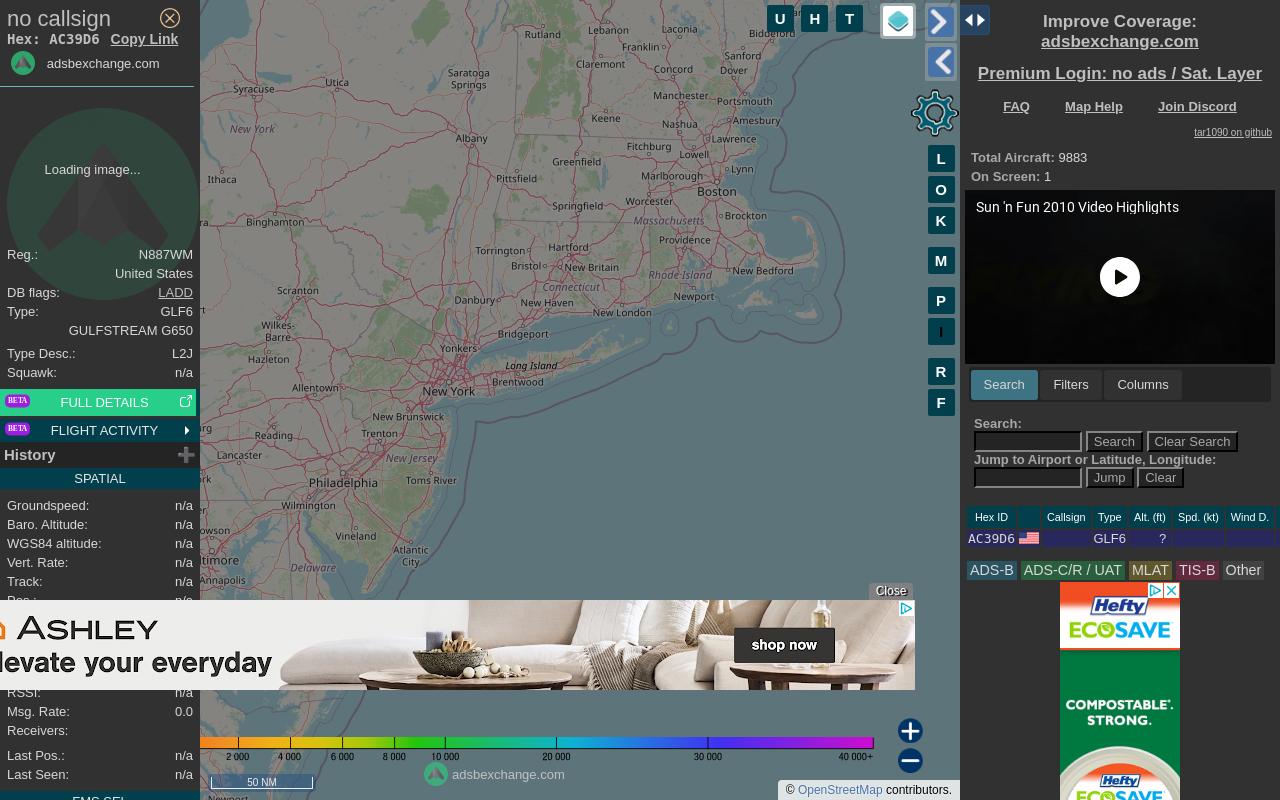 no callsign
Hex: AC39D6 Copy Link
adsbexchange.com
Loading image...
Reg.: N887WM
United States
DB flags: LADD
Type: GLF6
GULFSTREAM G650
Type Desc.: L2J
Squawk: n/a
BETA FULL DETAILS
BETA FLIGHT ACTIVITY
History
SPATIAL
Groundspeed: n/a
Baro. Altitude: n/a
WGS84 altitude: n/a
Vert. Rate: n/a
Track: n/a
Pos.: n/a
RSSI: n/a
Msg. Rate: 0.0
Receivers:
Last Pos.: n/a
Last Seen: n/a
FMS SEL
U H T
L
O
K
M
P
I
R
F
Rutland
Lebanon
Laconia
Biddeford
Franklin
Sanford
Claremont
Concord
Dover
Utica
Saratoga
Springs
Syracuse
Manchester
Portsmouth
Keene
Nashua
Amesbury
New York
Albany
Lawrence
Fitchburg
Lowell
Greenfield
Lynn
Marlborough
Ithaca
Pittsfield
Boston
Worcester
Springfield
Massachusetts
Brockton
Binghamton
Providence
Hartford
Torrington
Bristol
New Britain
Rhode Island
New Bedford
Connecticut
Newport
Scranton
Danbury
New Haven
New London
Wilkes-
Barre
Bridgeport
Hazleton
Yonkers
Long Island
Allentown
Brentwood
New York
New Brunswick
Reading
Trenton
Lancaster
New Jersey
Toms River
Philadelphia
Wilmington
Vineland
Atlantic
City
Annapolis
Delaware
Close
ASHLEY
levate your everyday
shop now
2 000 4 000 6 000 8 000 10 000 20 000 30 000 40 000+
adsbexchange.com
50 NM
Newport
© OpenStreetMap contributors.
Improve Coverage:
adsbexchange.com
Premium Login: no ads / Sat. Layer
FAQ Map Help Join Discord
tar1090 on github
Total Aircraft: 9883
On Screen: 1
Sun 'n Fun 2010 Video Highlights
Search Filters Columns
Search:
Search Clear Search
Jump to Airport or Latitude, Longitude:
Jump Clear
Hex ID Callsign Type Alt. (ft) Spd. (kt) Wind D.
AC39D6 GLF6 ?
ADS-B ADS-C/R / UAT MLAT TIS-B Other
Hefty
ECOSAVE
COMPOSTABLE*.
STRONG.
Hefty
ECOSAVE